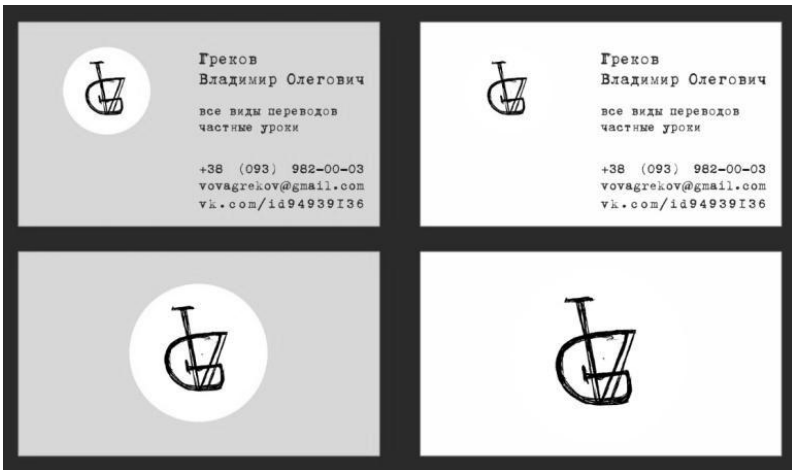 Греков
Владимир Олегович
все виды переводов
частные уроки
+38 (093) 982-00-03
vovagrekov@gmail.com
vk.com/id94939I36
Греков
Владимир Олегович
все виды переводов
частные уроки
+38 (093) 982-00-03
vovagrekov@gmail.com
vk.com/id94939I36